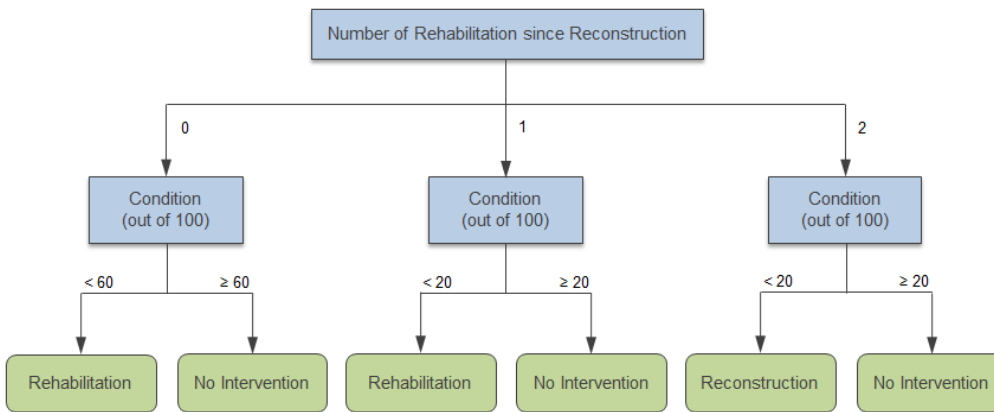 Number of Rehabilitation since Reconstruction
0
1
2
Condition
(out of 100)
Condition
(out of 100)
Condition
(out of 100)
< 60
≥ 60
< 20
≥ 20
< 20
≥ 20
Rehabilitation
No Intervention
Rehabilitation
No Intervention
Reconstruction
No Intervention